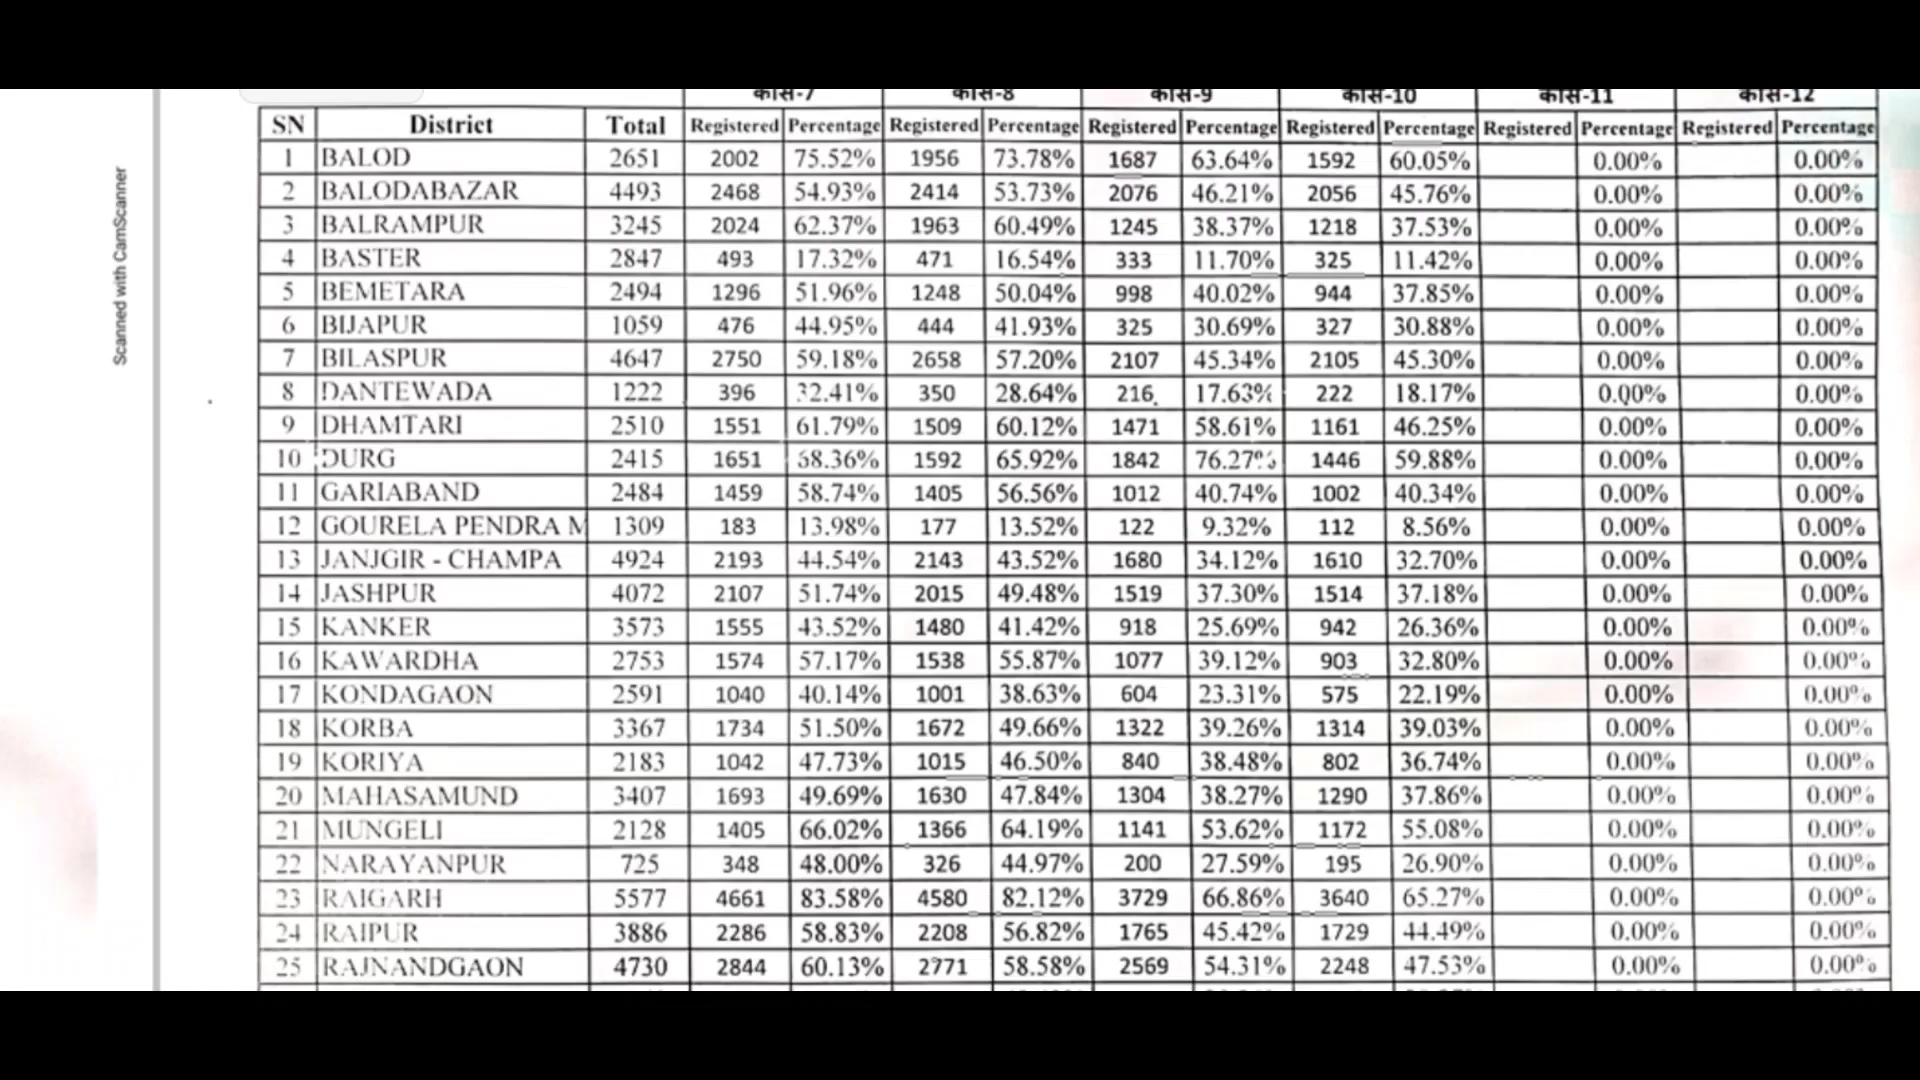 कोर्स-7 कोर्स-8 कोर्स-9 कोर्स-10 कोर्स-11 कोर्स-12
SN District Total Registered Percentage Registered Percentage Registered Percentage Registered Percentage Registered Percentage Registered Percentage
1 BALOD 2651 2002 75.52% 1956 73.78% 1687 63.64% 1592 60.05% 0.00% 0.00%
2 BALODABAZAR 4493 2468 54.93% 2414 53.73% 2076 46.21% 2056 45.76% 0.00% 0.00%
3 BALRAMPUR 3245 2024 62.37% 1963 60.49% 1245 38.37% 1218 37.53% 0.00% 0.00%
4 BASTER 2847 493 17.32% 471 16.54% 333 11.70% 325 11.42% 0.00% 0.00%
5 BEMETARA 2494 1296 51.96% 1248 50.04% 998 40.02% 944 37.85% 0.00% 0.00%
6 BIJAPUR 1059 476 44.95% 444 41.93% 325 30.69% 327 30.88% 0.00% 0.00%
7 BILASPUR 4647 2750 59.18% 2658 57.20% 2107 45.34% 2105 45.30% 0.00% 0.00%
8 DANTEWADA 1222 396 32.41% 350 28.64% 216 17.63% 222 18.17% 0.00% 0.00%
9 DHAMTARI 2510 1551 61.79% 1509 60.12% 1471 58.61% 1161 46.25% 0.00% 0.00%
10 DURG 2415 1651 68.36% 1592 65.92% 1842 76.27% 1446 59.88% 0.00% 0.00%
11 GARIABAND 2484 1459 58.74% 1405 56.56% 1012 40.74% 1002 40.34% 0.00% 0.00%
12 GOURELA PENDRA M 1309 183 13.98% 177 13.52% 122 9.32% 112 8.56% 0.00% 0.00%
13 JANJGIR - CHAMPA 4924 2193 44.54% 2143 43.52% 1680 34.12% 1610 32.70% 0.00% 0.00%
14 JASHPUR 4072 2107 51.74% 2015 49.48% 1519 37.30% 1514 37.18% 0.00% 0.00%
15 KANKER 3573 1555 43.52% 1480 41.42% 918 25.69% 942 26.36% 0.00% 0.00%
16 KAWARDHA 2753 1574 57.17% 1538 55.87% 1077 39.12% 903 32.80% 0.00% 0.00%
17 KONDAGAON 2591 1040 40.14% 1001 38.63% 604 23.31% 575 22.19% 0.00% 0.00%
18 KORBA 3367 1734 51.50% 1672 49.66% 1322 39.26% 1314 39.03% 0.00% 0.00%
19 KORIYA 2183 1042 47.73% 1015 46.50% 840 38.48% 802 36.74% 0.00% 0.00%
20 MAHASAMUND 3407 1693 49.69% 1630 47.84% 1304 38.27% 1290 37.86% 0.00% 0.00%
21 MUNGELI 2128 1405 66.02% 1366 64.19% 1141 53.62% 1172 55.08% 0.00% 0.00%
22 NARAYANPUR 725 348 48.00% 326 44.97% 200 27.59% 195 26.90% 0.00% 0.00%
23 RAIGARH 5577 4661 83.58% 4580 82.12% 3729 66.86% 3640 65.27% 0.00% 0.00%
24 RAIPUR 3886 2286 58.83% 2208 56.82% 1765 45.42% 1729 44.49% 0.00% 0.00%
25 RAJNANDGAON 4730 2844 60.13% 2771 58.58% 2569 54.31% 2248 47.53% 0.00% 0.00%
Scanned with CamScanner